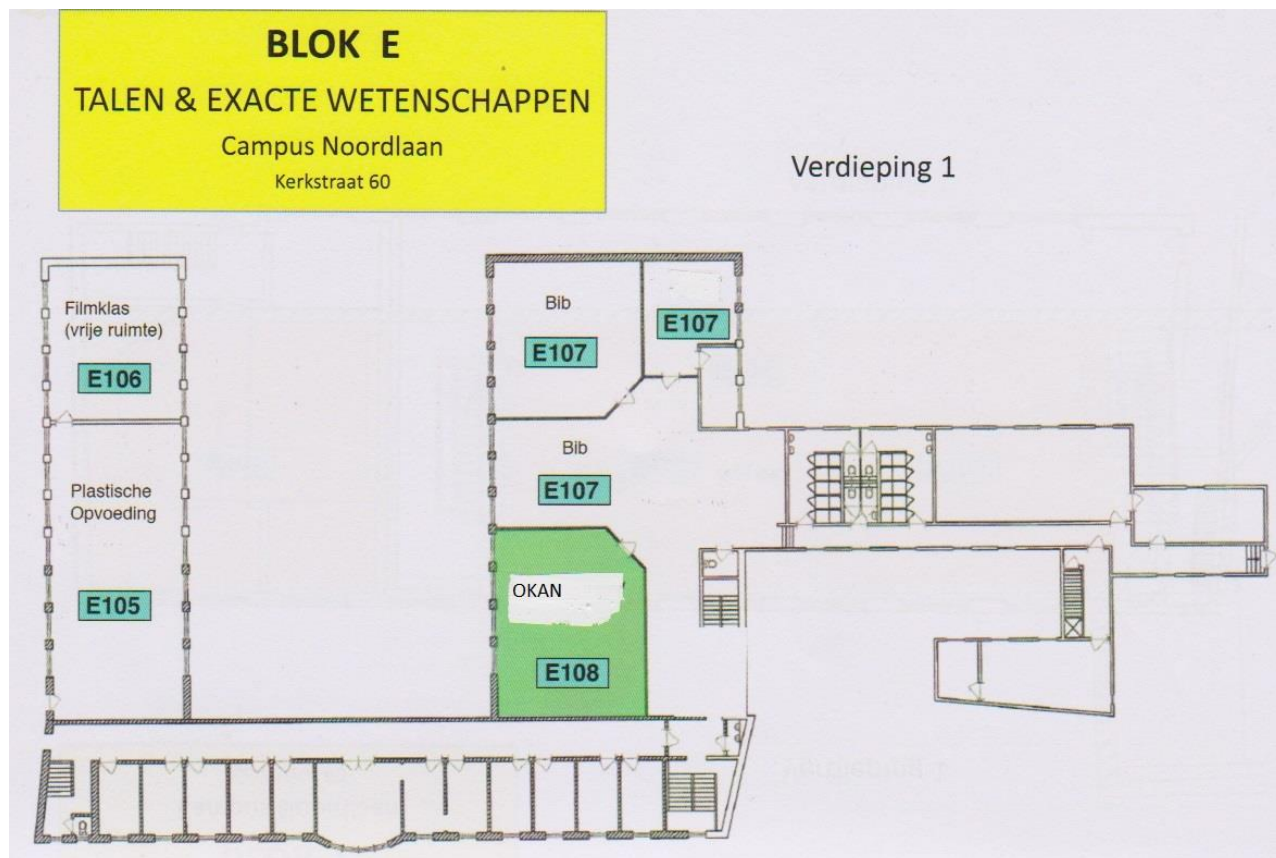 BLOK E
TALEN & EXACTE WETENSCHAPPEN
Campus Noordlaan
Kerkstraat 60
Verdieping 1
Filmklas
(vrije ruimte)
E106
Bib
E107
E107
Plastische
Opvoeding
E105
Bib
E107
OKAN
E108